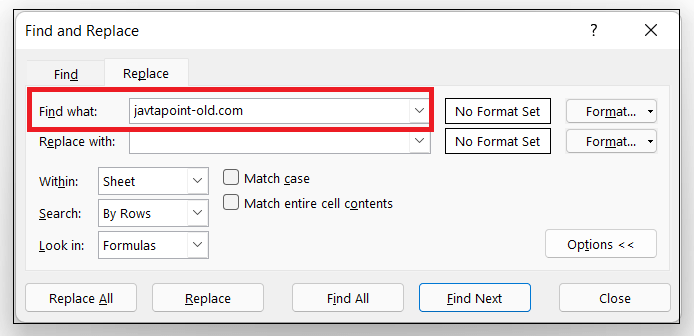 Find and Replace ? ×
Find Replace
Find what: javtapoint-old.com No Format Set Format...
Replace with: No Format Set Format...
Within: Sheet Match case
Match entire cell contents
Search: By Rows
Look in: Formulas Options <<
Replace All Replace Find All Find Next Close